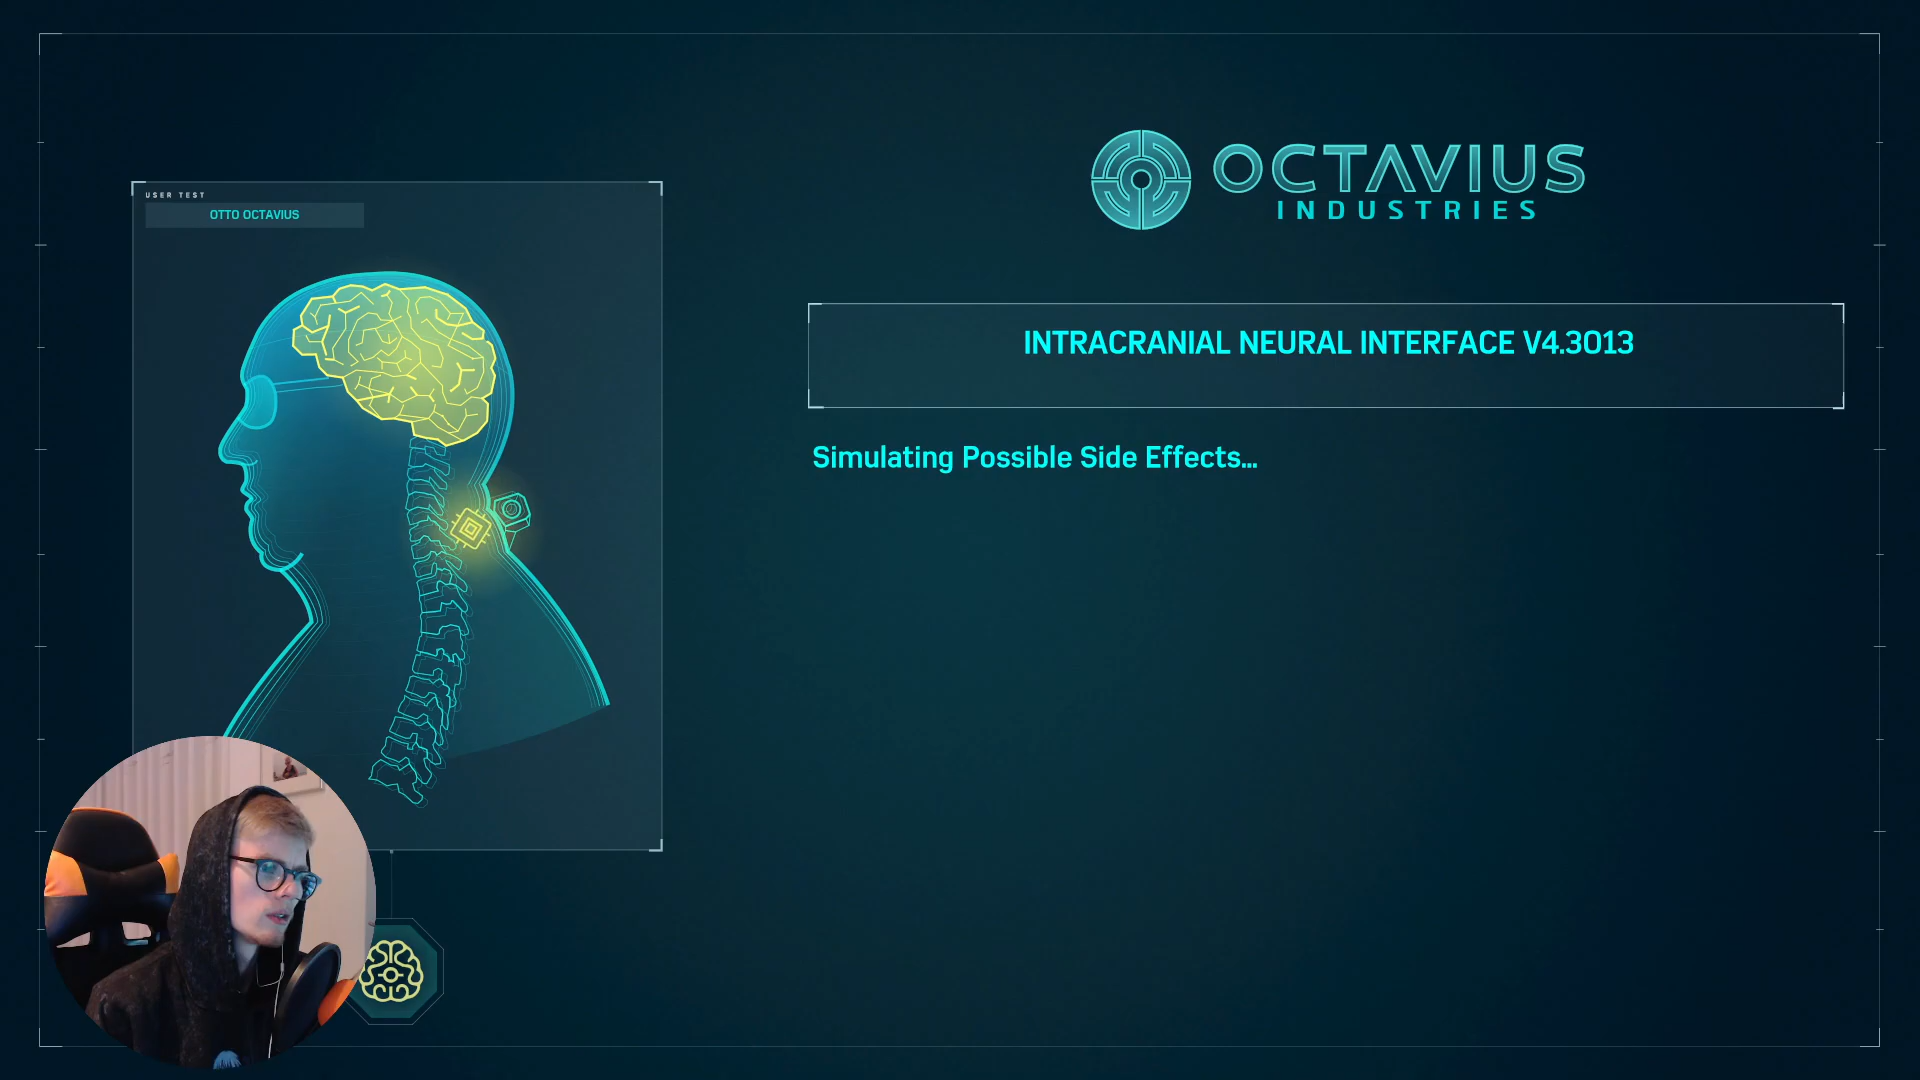 USER TEST
OTTO OCTAVIUS
OCTAVIUS
INDUSTRIES
INTRACRANIAL NEURAL INTERFACE V4.3013
Simulating Possible Side Effects...